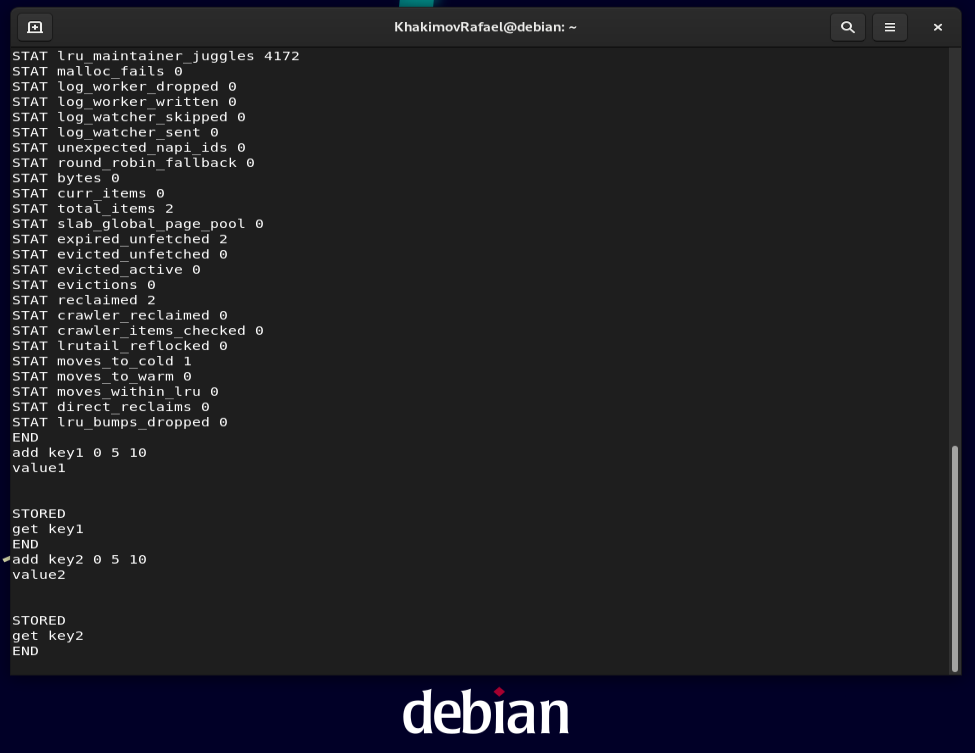 KhakimovRafael@debian: ~
STAT lru_maintainer_juggles 4172
STAT malloc_fails 0
STAT log_worker_dropped 0
STAT log_worker_written 0
STAT log_watcher_skipped 0
STAT log_watcher_sent 0
STAT unexpected_napi_ids 0
STAT round_robin_fallback 0
STAT bytes 0
STAT curr_items 0
STAT total_items 2
STAT slab_global_page_pool 0
STAT expired_unfetched 2
STAT evicted_unfetched 0
STAT evicted_active 0
STAT evictions 0
STAT reclaimed 2
STAT crawler_reclaimed 0
STAT crawler_items_checked 0
STAT lrutail_reflocked 0
STAT moves_to_cold 1
STAT moves_to_warm 0
STAT moves_within_lru 0
STAT direct_reclaims 0
STAT lru_bumps_dropped 0
END
add key1 0 5 10
value1
STORED
get key1
END
add key2 0 5 10
value2
STORED
get key2
END
debian